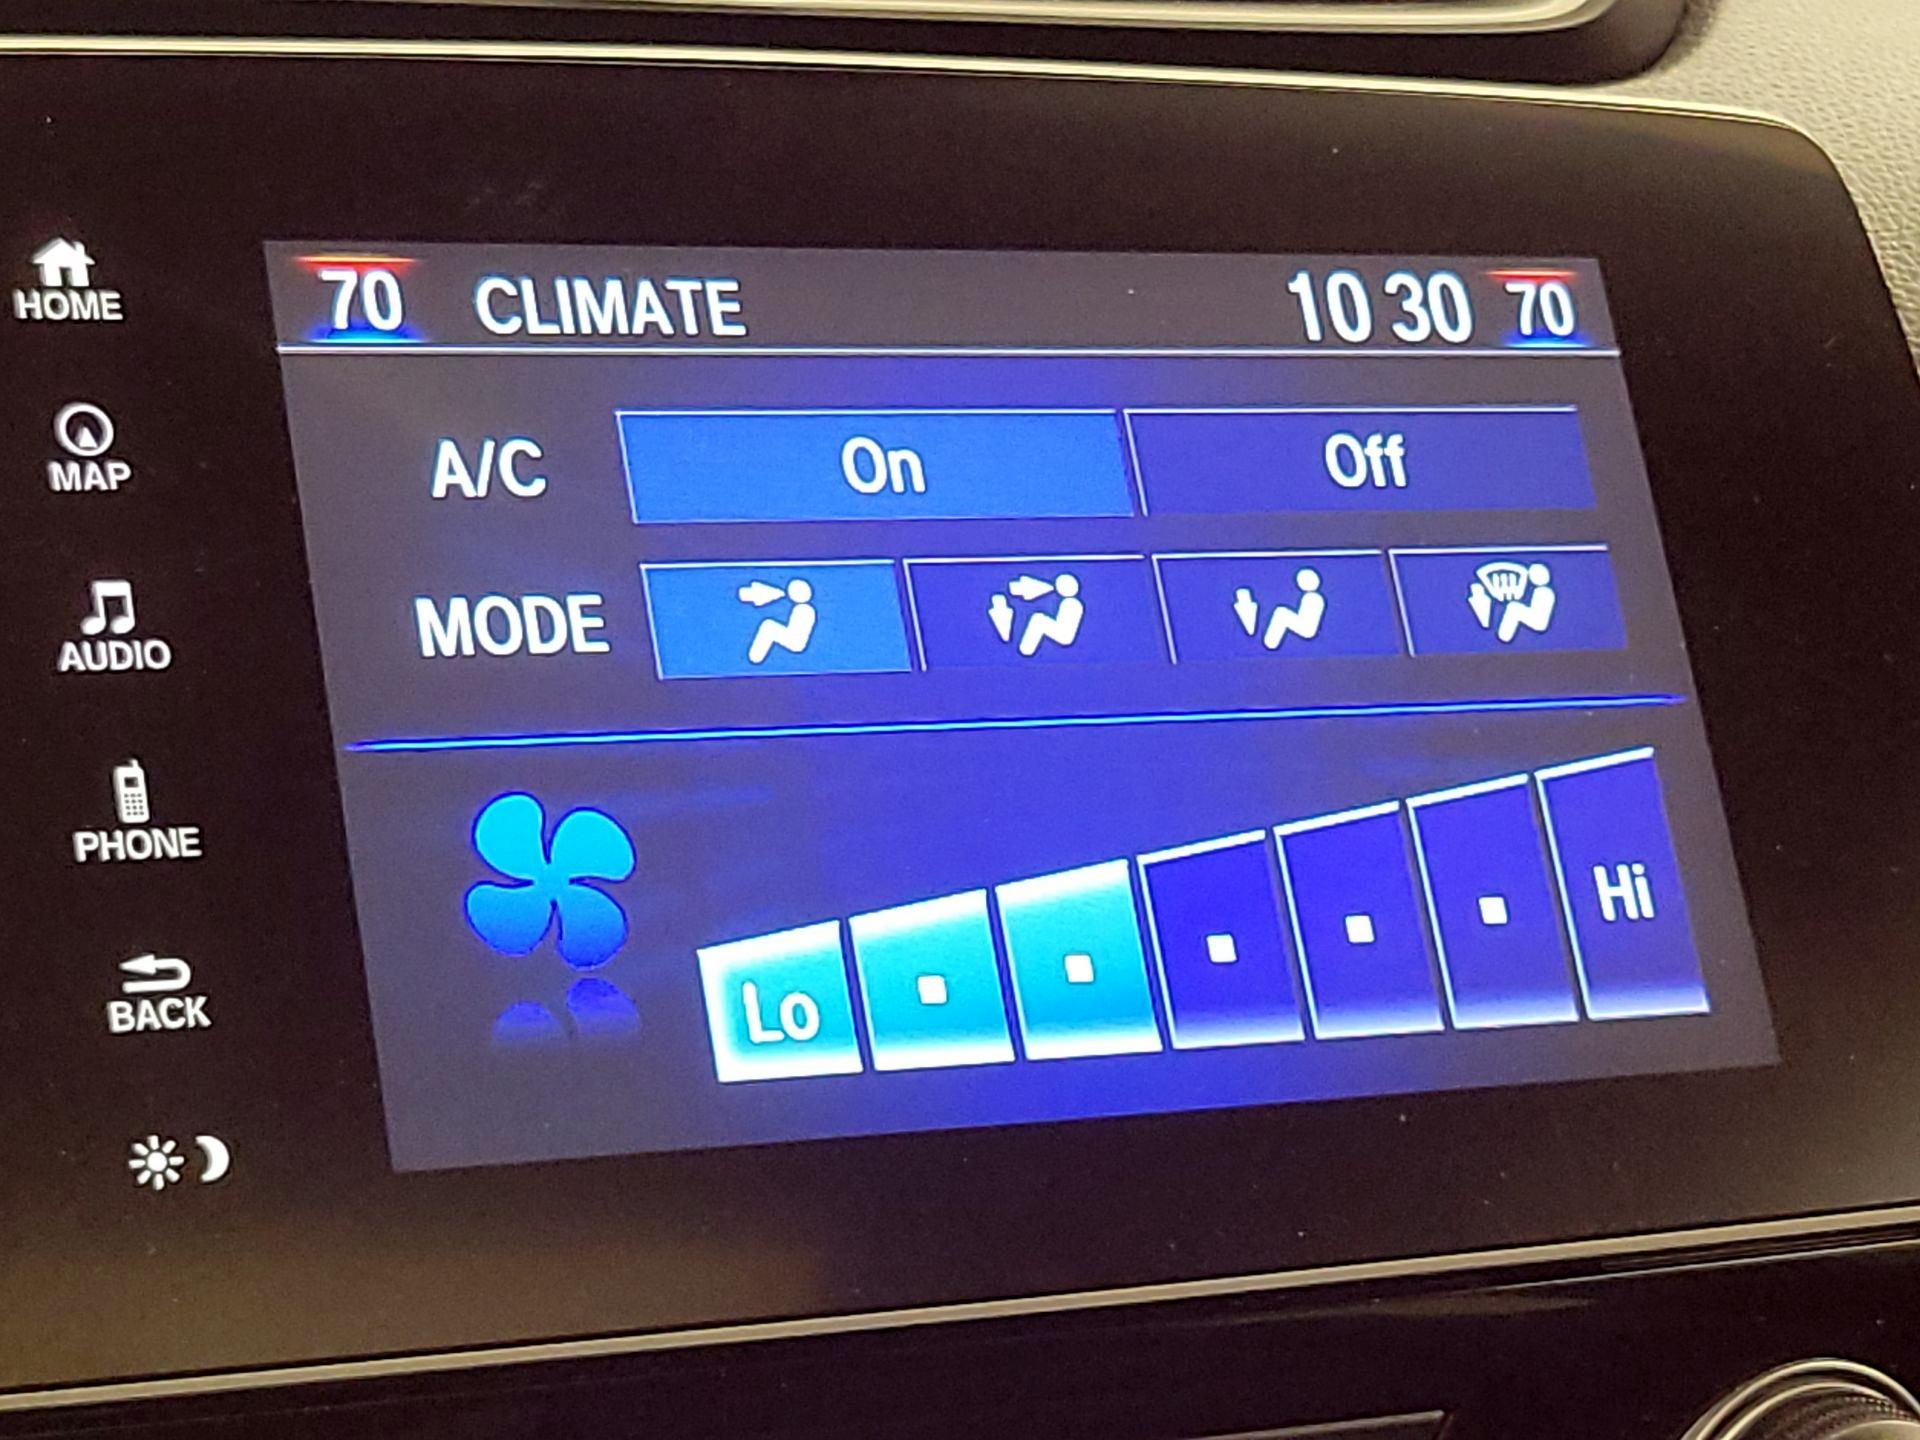 HOME
MAP
AUDIO
PHONE
BACK
70 CLIMATE 10 30 70
A/C On Off
MODE
Lo Hi